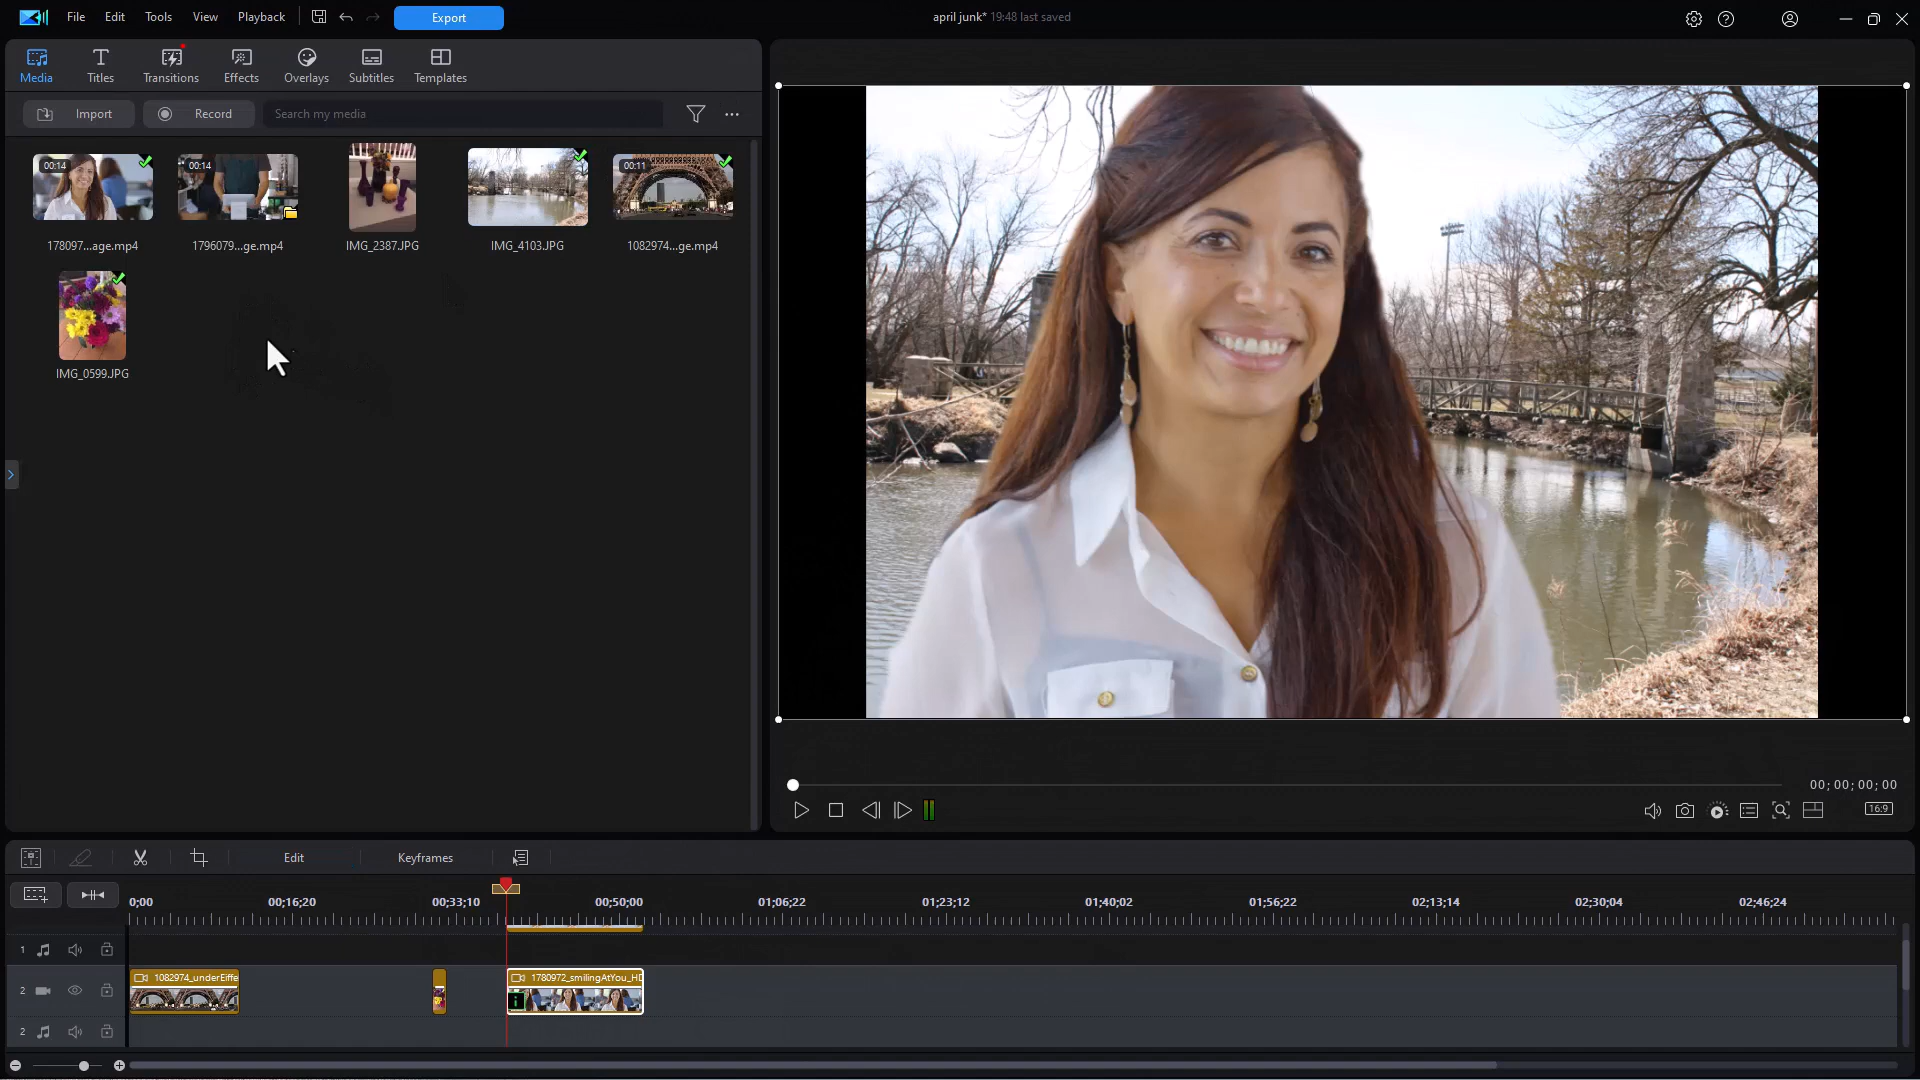 File Edit Tools View Playback Export april junk* 19:48 last saved
Media Titles Transitions Effects Overlays Subtitles Templates
Import Record Search my media
00:14 00:14 00:11
178097...age.mp4 1796079...ge.mp4 IMG_2387.JPG IMG_4103.JPG 1082974...ge.mp4
IMG_0599.JPG
00; 00; 00; 00
16:9
Edit Keyframes
0;00 00;16;20 00;33;10 00;50;00 01;06;22 01;23;12 01;40;02 01;56;22 02;13;14 02;30;04 02;46;24
1
2 1082974_underEiffe 1780972_smilingAtYou_HD
2